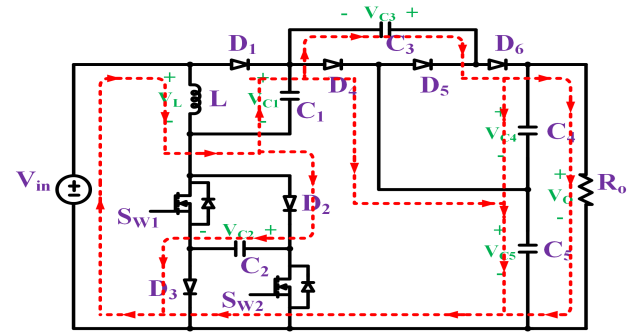 - V_C3 +
C3
D1
D4
D5
D6
+
V_L
-
L
+
V_C1
-
C1
+
V_C4
-
C4
V_in
+
V_o
-
R_o
S_W1
D2
- V_C2 +
C2
D3
S_W2
+
V_C5
-
C5